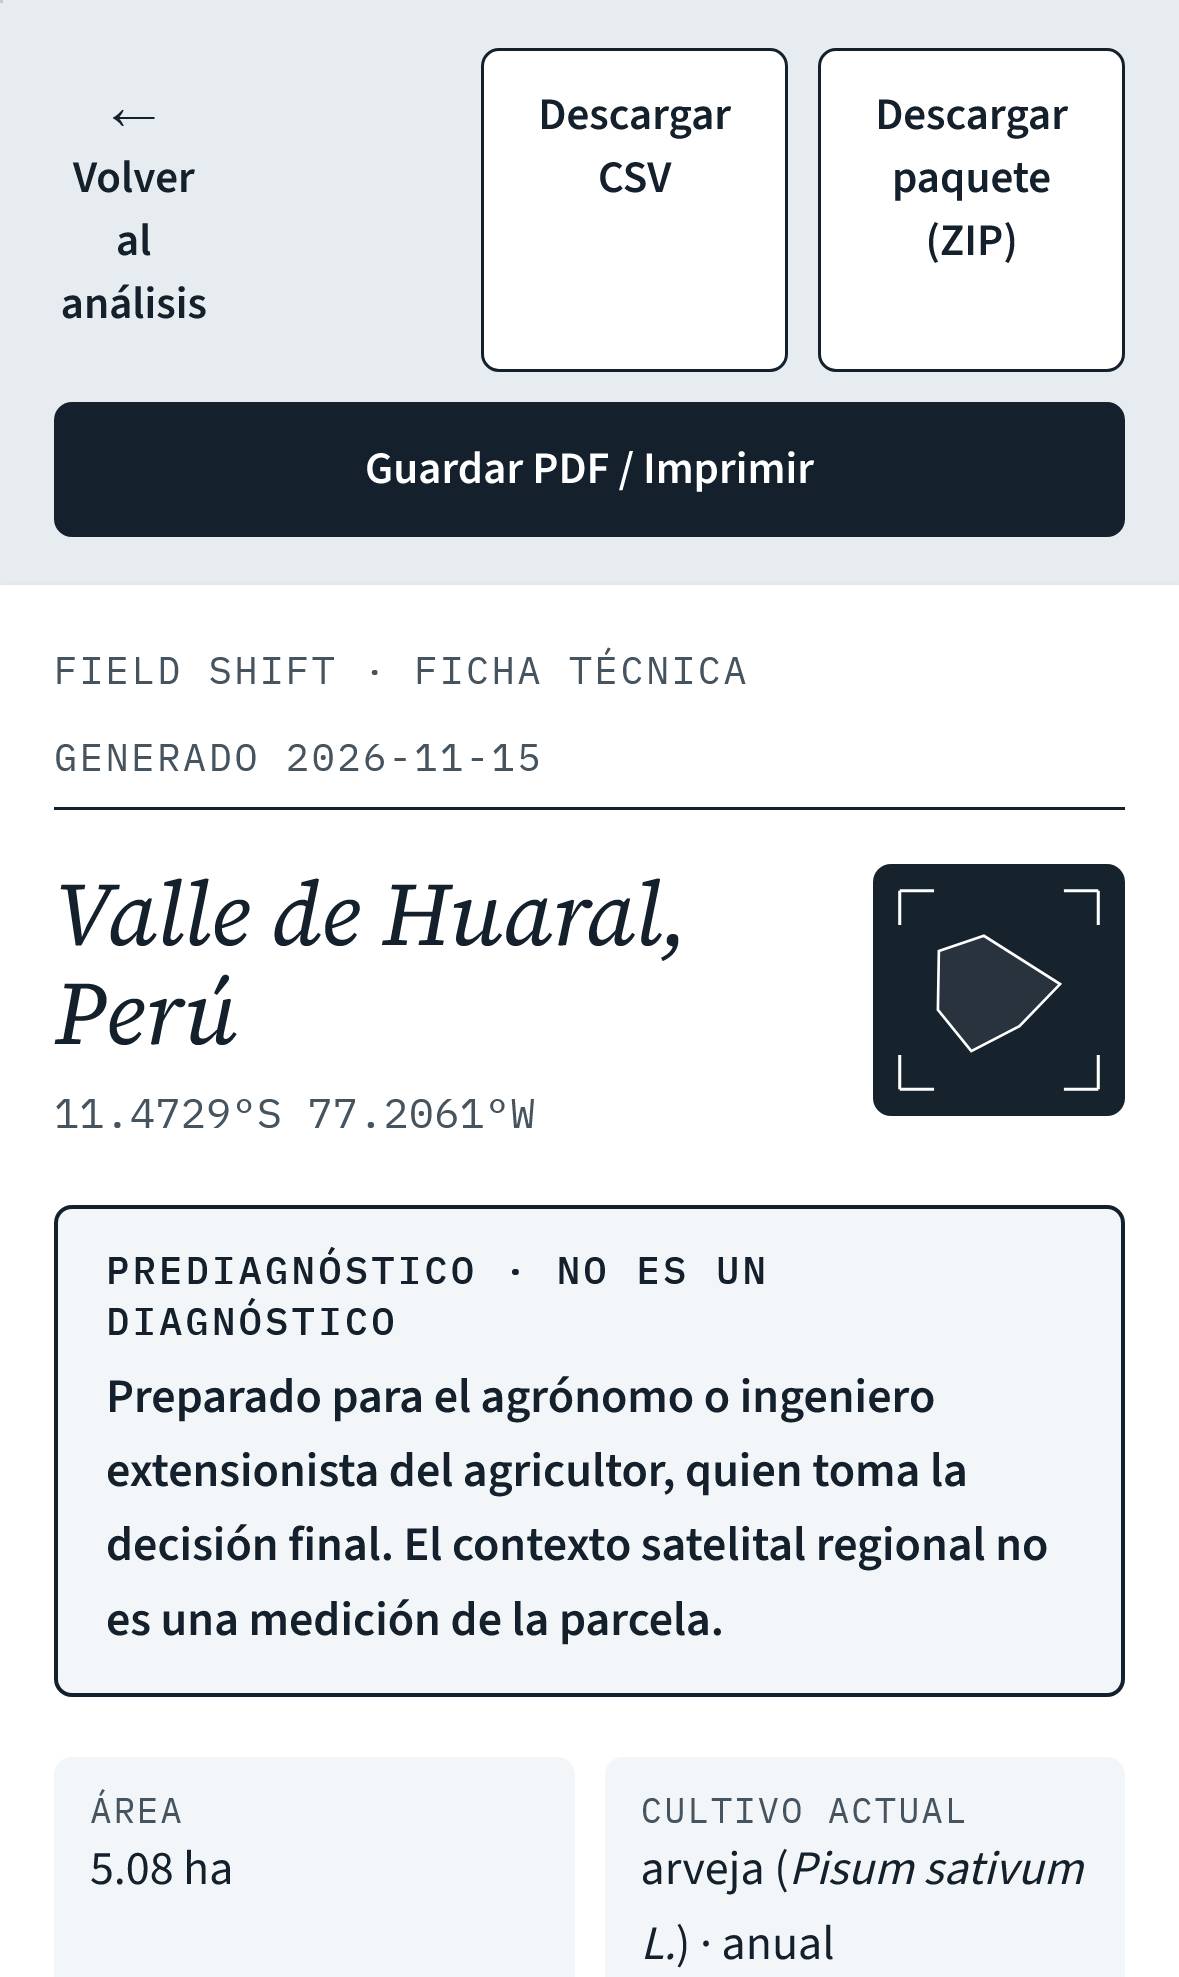 ←
Volver
al
análisis
Descargar
CSV
Descargar
paquete
(ZIP)
Guardar PDF / Imprimir
FIELD SHIFT · FICHA TÉCNICA
GENERADO 2026-11-15
Valle de Huaral,
Perú
11.4729°S 77.2061°W
PREDIAGNÓSTICO · NO ES UN
DIAGNÓSTICO
Preparado para el agrónomo o ingeniero
extensionista del agricultor, quien toma la
decisión final. El contexto satelital regional no
es una medición de la parcela.
ÁREA
5.08 ha
CULTIVO ACTUAL
arveja (Pisum sativum
L.) · anual